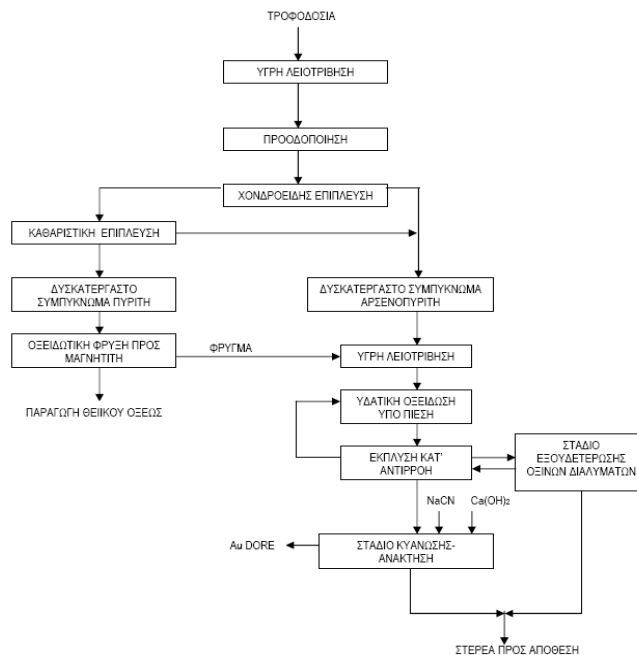 ΤΡΟΦΟΔΟΣΙΑ
ΥΓΡΗ ΛΕΙΟΤΡΙΒΗΣΗ
ΠΡΟΟΔΟΠΟΙΗΣΗ
ΧΟΝΔΡΟΕΙΔΗΣ ΕΠΙΠΛΕΥΣΗ
ΚΑΘΑΡΙΣΤΙΚΗ ΕΠΙΠΛΕΥΣΗ
ΔΥΣΚΑΤΕΡΓΑΣΤΟ
ΣΥΜΠΥΚΝΩΜΑ ΠΥΡΙΤΗ
ΔΥΣΚΑΤΕΡΓΑΣΤΟ ΣΥΜΠΥΚΝΩΜΑ
ΑΡΣΕΝΟΠΥΡΙΤΗ
ΟΞΕΙΔΩΤΙΚΗ ΦΡΥΞΗ ΠΡΟΣ
ΜΑΓΝΗΤΙΤΗ
ΦΡΥΓΜΑ
ΥΓΡΗ ΛΕΙΟΤΡΙΒΗΣΗ
ΠΑΡΑΓΩΓΗ ΘΕΙΙΚΟΥ ΟΞΕΩΣ
ΥΔΑΤΙΚΗ ΟΞΕΙΔΩΣΗ
ΥΠΟ ΠΙΕΣΗ
ΕΚΠΛΥΣΗ ΚΑΤ'
ΑΝΤΙΡΡΟΗ
ΣΤΑΔΙΟ
ΕΞΟΥΔΕΤΕΡΩΣΗΣ
ΟΞΙΝΩΝ ΔΙΑΛΥΜΑΤΩΝ
NaCN
Ca(OH)₂
Au DORE
ΣΤΑΔΙΟ ΚΥΑΝΩΣΗΣ-
ΑΝΑΚΤΗΣΗ
ΣΤΕΡΕΑ ΠΡΟΣ ΑΠΟΘΕΣΗ